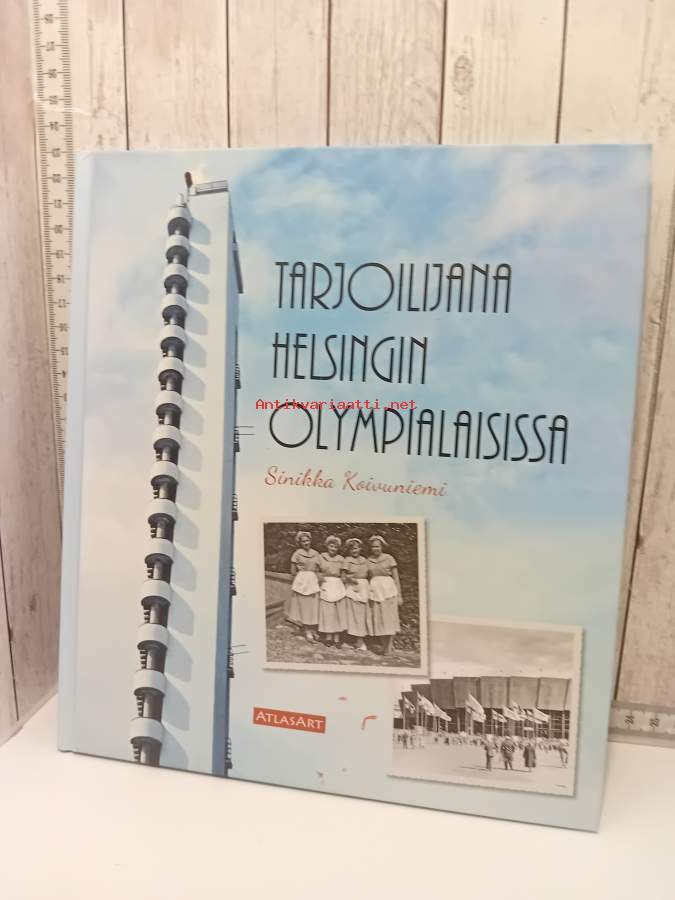 TARJOILIJANA
HELSINGIN
Antikvariaatti.net
OLYMPIALAISISSA
Sinikka Koivuniemi
ATLASART